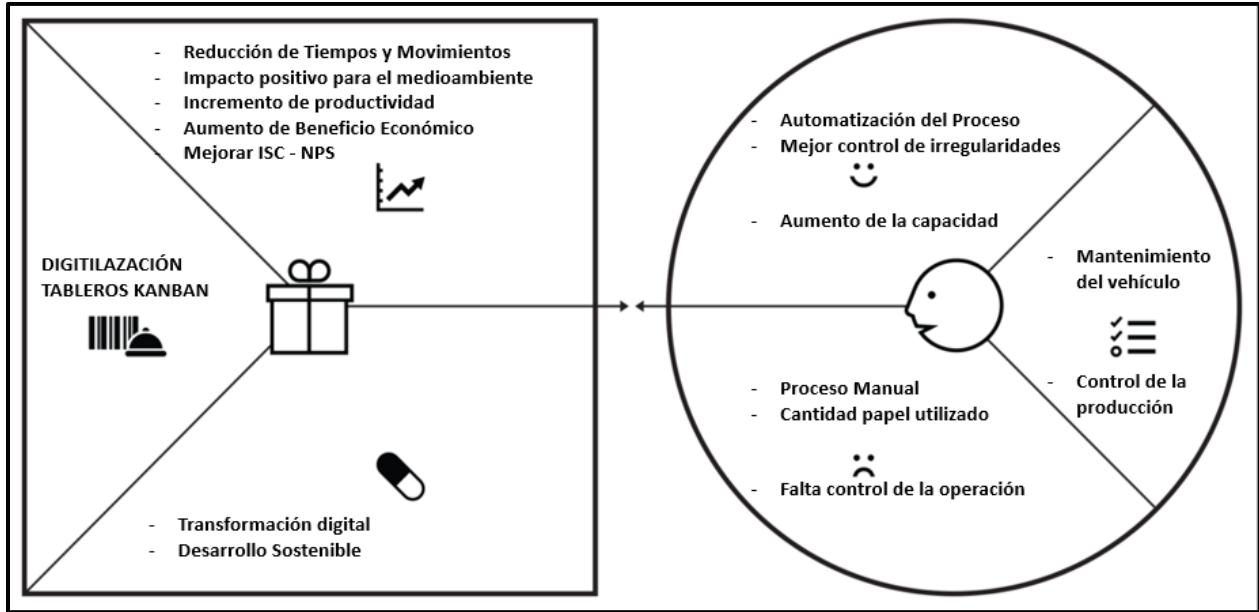 - Reducción de Tiempos y Movimientos
- Impacto positivo para el medioambiente
- Incremento de productividad
- Aumento de Beneficio Económico
- Mejorar ISC - NPS
DIGITILAZACIÓN
TABLEROS KANBAN
- Transformación digital
- Desarrollo Sostenible
- Automatización del Proceso
- Mejor control de irregularidades
- Aumento de la capacidad
- Mantenimiento
del vehículo
- Control de la
producción
- Proceso Manual
- Cantidad papel utilizado
- Falta control de la operación